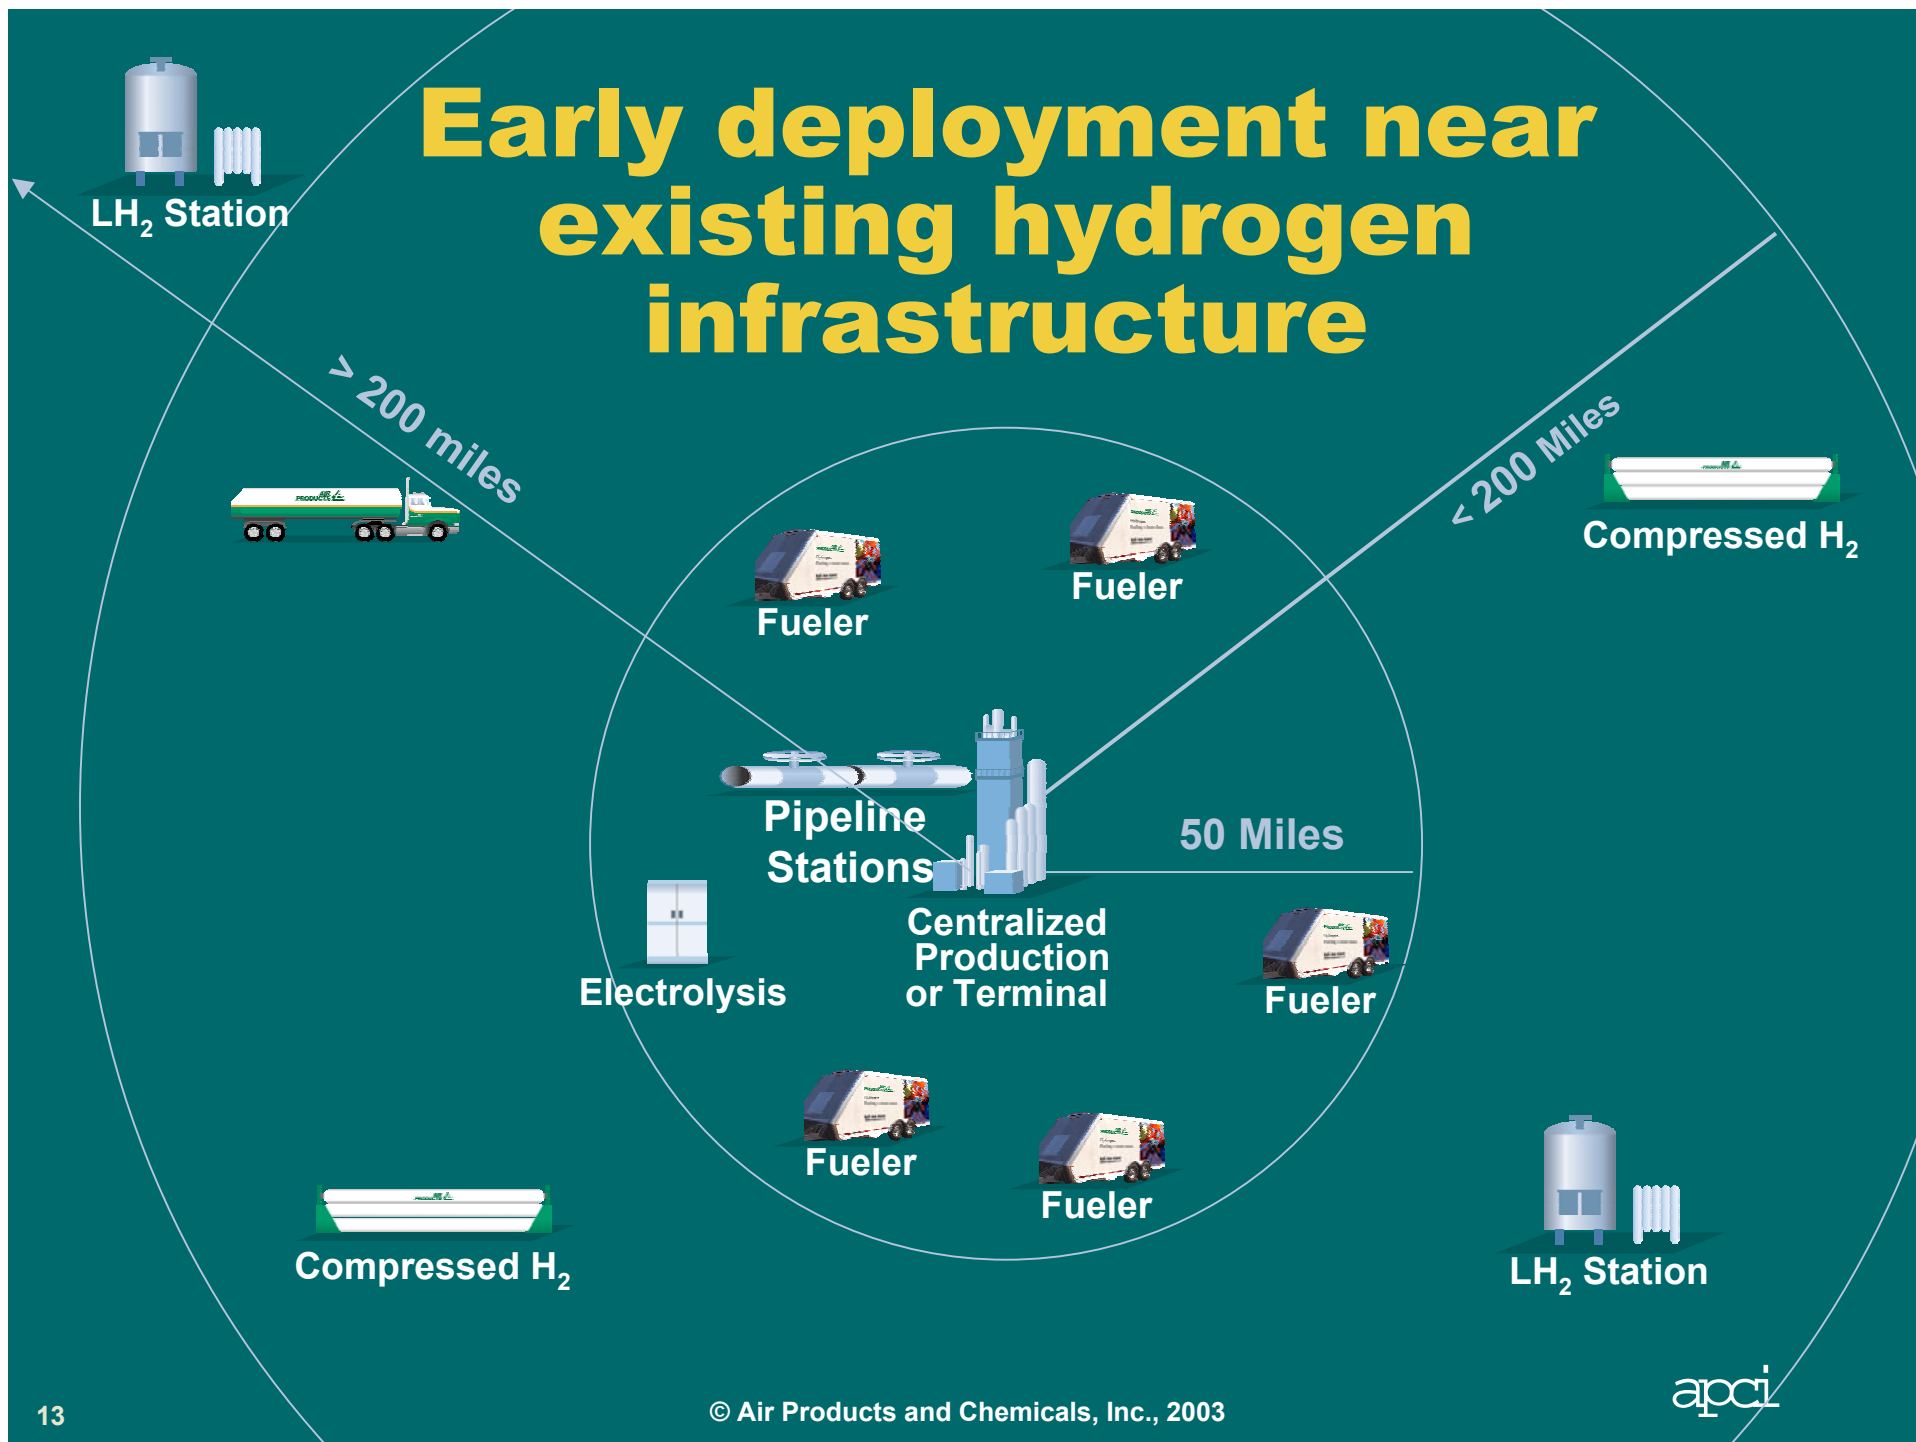 Early deployment near
existing hydrogen
infrastructure
LH₂ Station
> 200 miles
< 200 Miles
Compressed H₂
Fueler
Fueler
Pipeline
Stations
50 Miles
Electrolysis
Centralized
Production
or Terminal
Fueler
Fueler
Fueler
Compressed H₂
LH₂ Station
apci
13
© Air Products and Chemicals, Inc., 2003